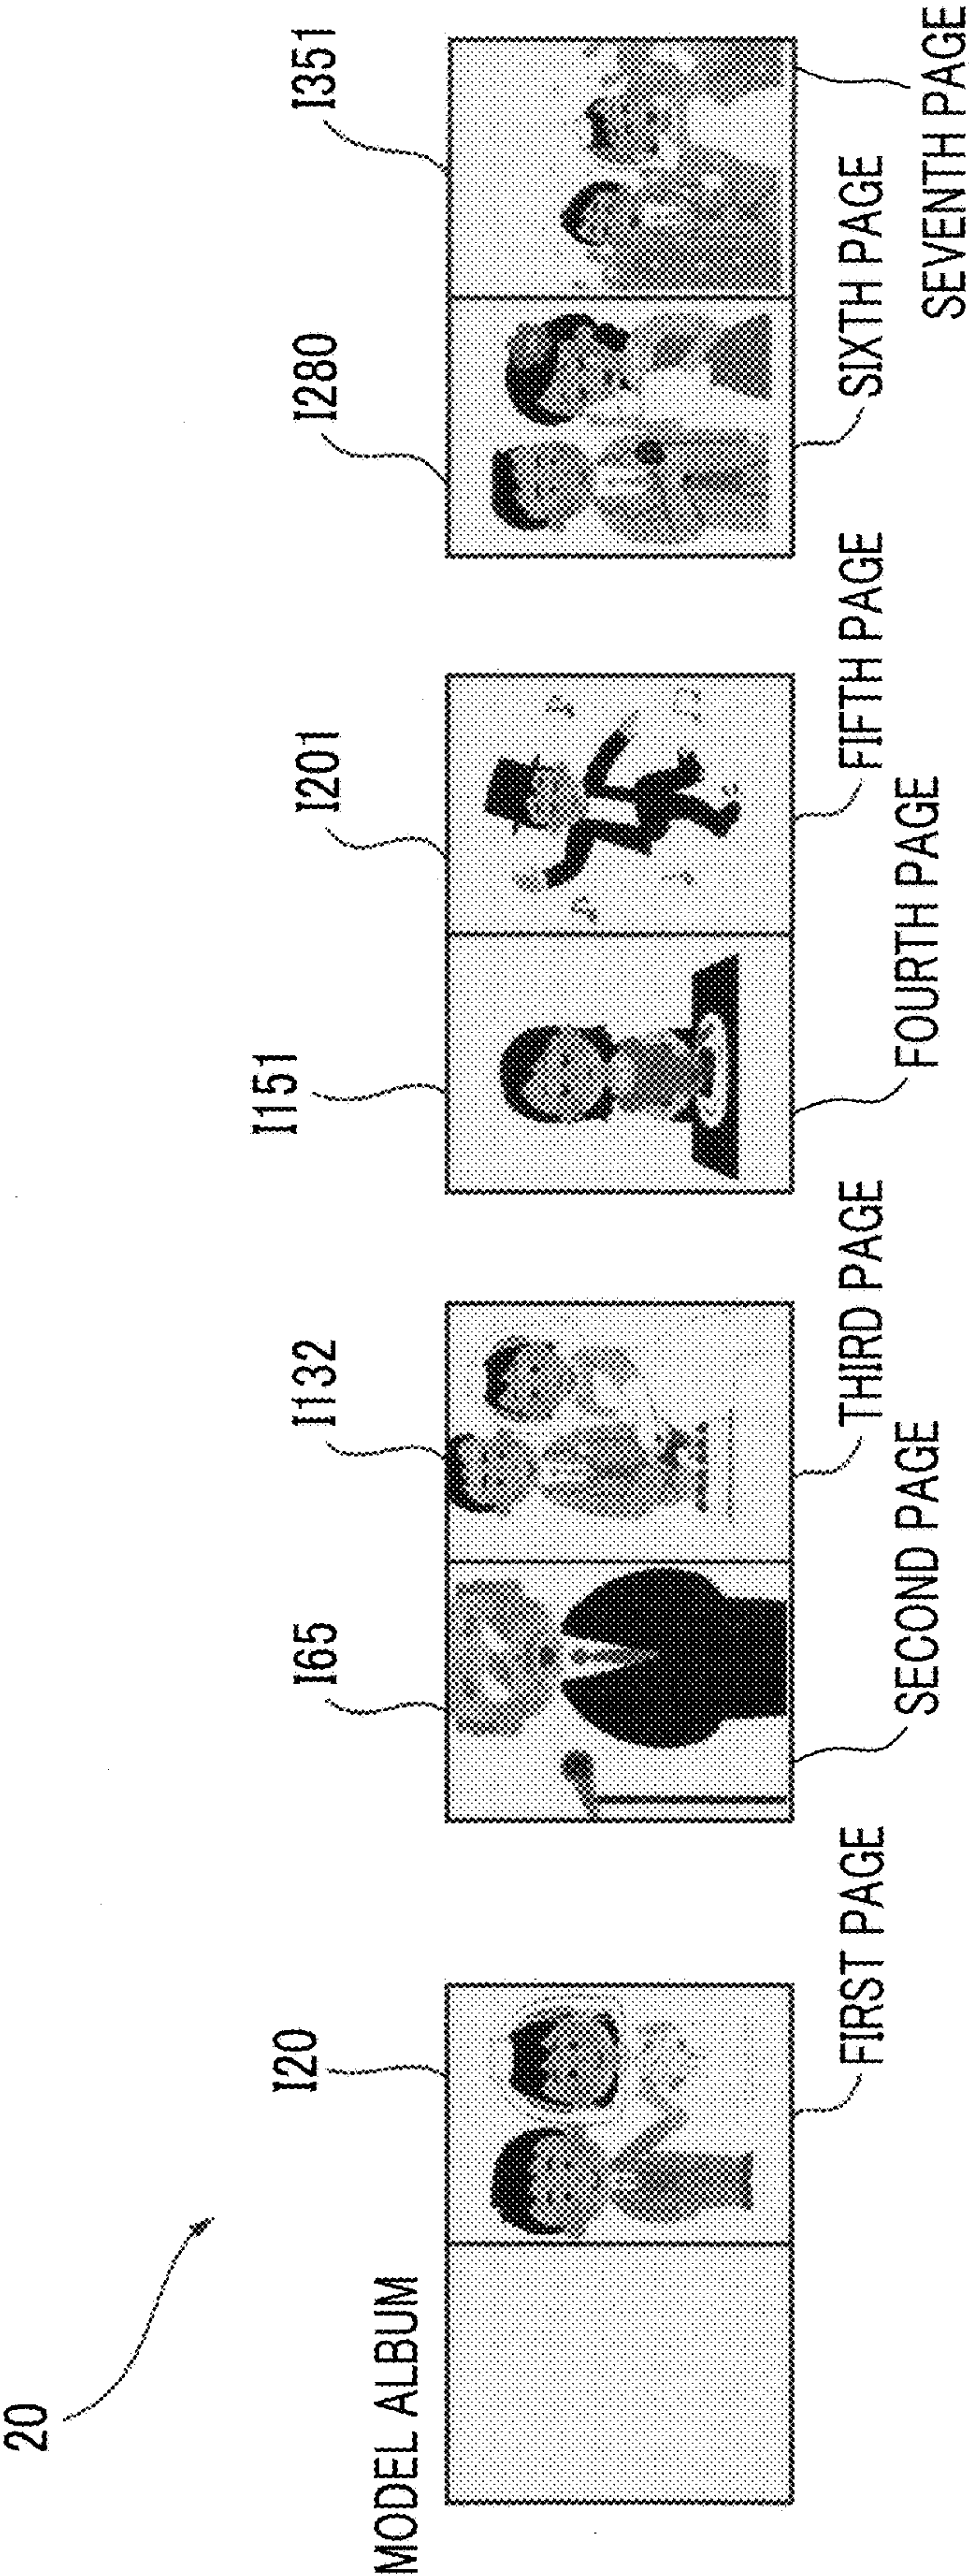 20
MODEL ALBUM
I20
I65
I132
I151
I201
I280
I351
FIRST PAGE
SECOND PAGE
THIRD PAGE
FOURTH PAGE
FIFTH PAGE
SIXTH PAGE
SEVENTH PAGE